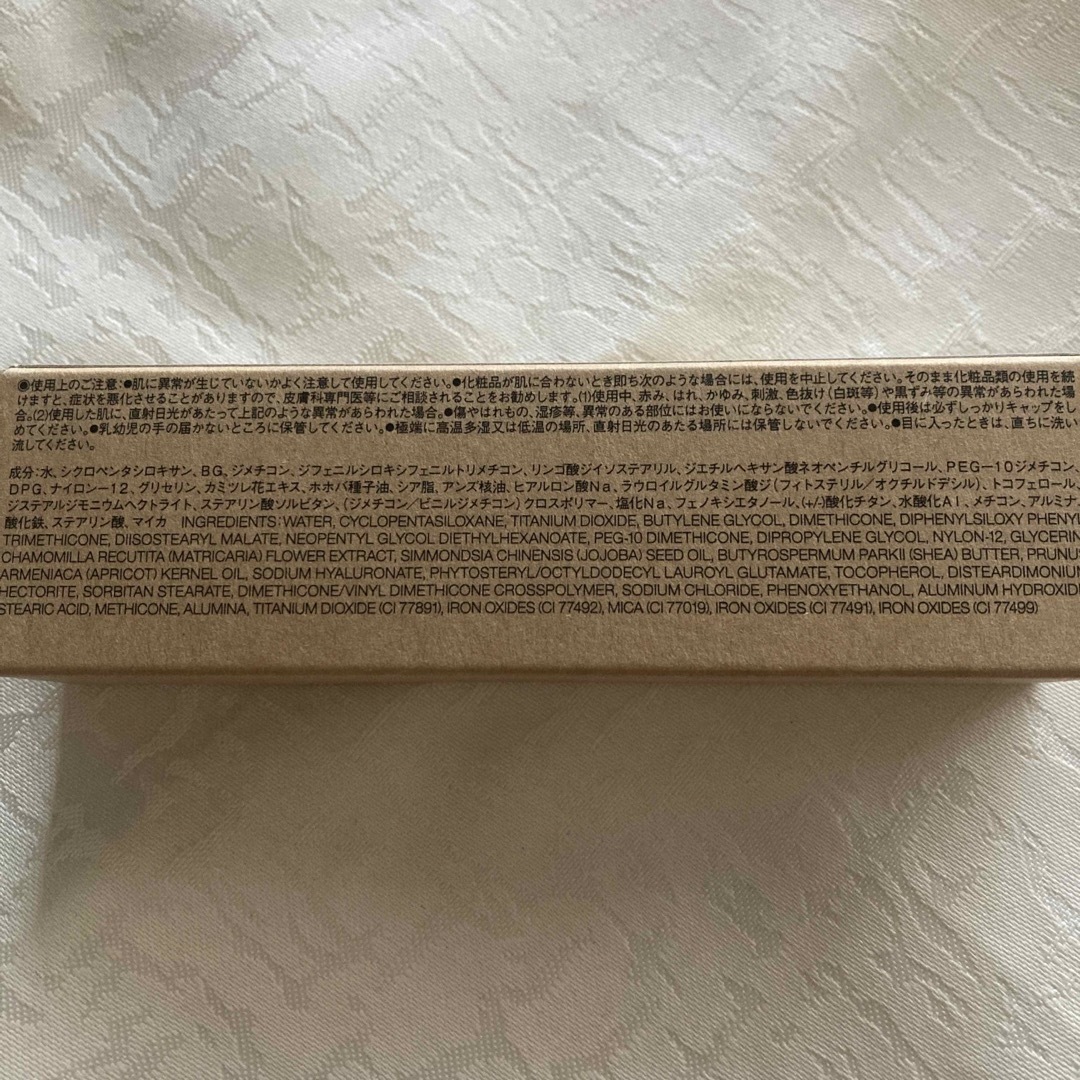 ◉使用上のご注意：●肌に異常が生じていないかよく注意して使用してください。●化粧品が肌に合わないとき即ち次のような場合には、使用を中止してください。そのまま化粧品類の使用を続
けますと、症状を悪化させることがありますので、皮膚科専門医等にご相談されることをお勧めします。(1)使用中、赤み、はれ、かゆみ、刺激、色抜け(白斑等)や黒ずみ等の異常があらわれた場
合。(2)使用した肌に、直射日光があたって上記のような異常があらわれた場合。●傷やはれもの、湿疹等、異常のある部位にはお使いにならないでください。●使用後は必ずしっかりキャップをし
めてください。●乳幼児の手の届かないところに保管してください。●極端に高温多湿又は低温の場所、直射日光のあたる場所には保管しないでください。●目に入ったときは、直ちに洗い
流してください。
成分：水、シクロペンタシロキサン、BG、ジメチコン、ジフェニルシロキシフェニルトリメチコン、リンゴ酸ジイソステアリル、ジエチルヘキサン酸ネオペンチルグリコール、PEG－10ジメチコン、
DPG、ナイロン－12、グリセリン、カミツレ花エキス、ホホバ種子油、シア脂、アンズ核油、ヒアルロン酸Na、ラウロイルグルタミン酸ジ(フィトステリル/オクチルドデシル)、トコフェロール、
ジステアルジモニウムヘクトライト、ステアリン酸ソルビタン、(ジメチコン/ビニルジメチコン)クロスポリマー、塩化Na、フェノキシエタノール、(+/-)酸化チタン、水酸化Al、メチコン、アルミナ、
酸化鉄、ステアリン酸、マイカ INGREDIENTS：WATER, CYCLOPENTASILOXANE, TITANIUM DIOXIDE, BUTYLENE GLYCOL, DIMETHICONE, DIPHENYLSILOXY PHENYL
TRIMETHICONE, DIISOSTEARYL MALATE, NEOPENTYL GLYCOL DIETHYLHEXANOATE, PEG-10 DIMETHICONE, DIPROPYLENE GLYCOL, NYLON-12, GLYCERIN,
CHAMOMILLA RECUTITA (MATRICARIA) FLOWER EXTRACT, SIMMONDSIA CHINENSIS (JOJOBA) SEED OIL, BUTYROSPERMUM PARKII (SHEA) BUTTER, PRUNUS
ARMENIACA (APRICOT) KERNEL OIL, SODIUM HYALURONATE, PHYTOSTERYL/OCTYLDODECYL LAUROYL GLUTAMATE, TOCOPHEROL, DISTEARDIMONIUM
HECTORITE, SORBITAN STEARATE, DIMETHICONE/VINYL DIMETHICONE CROSSPOLYMER, SODIUM CHLORIDE, PHENOXYETHANOL, ALUMINUM HYDROXIDE,
STEARIC ACID, METHICONE, ALUMINA, TITANIUM DIOXIDE (CI 77891), IRON OXIDES (CI 77492), MICA (CI 77019), IRON OXIDES (CI 77491), IRON OXIDES (CI 77499)